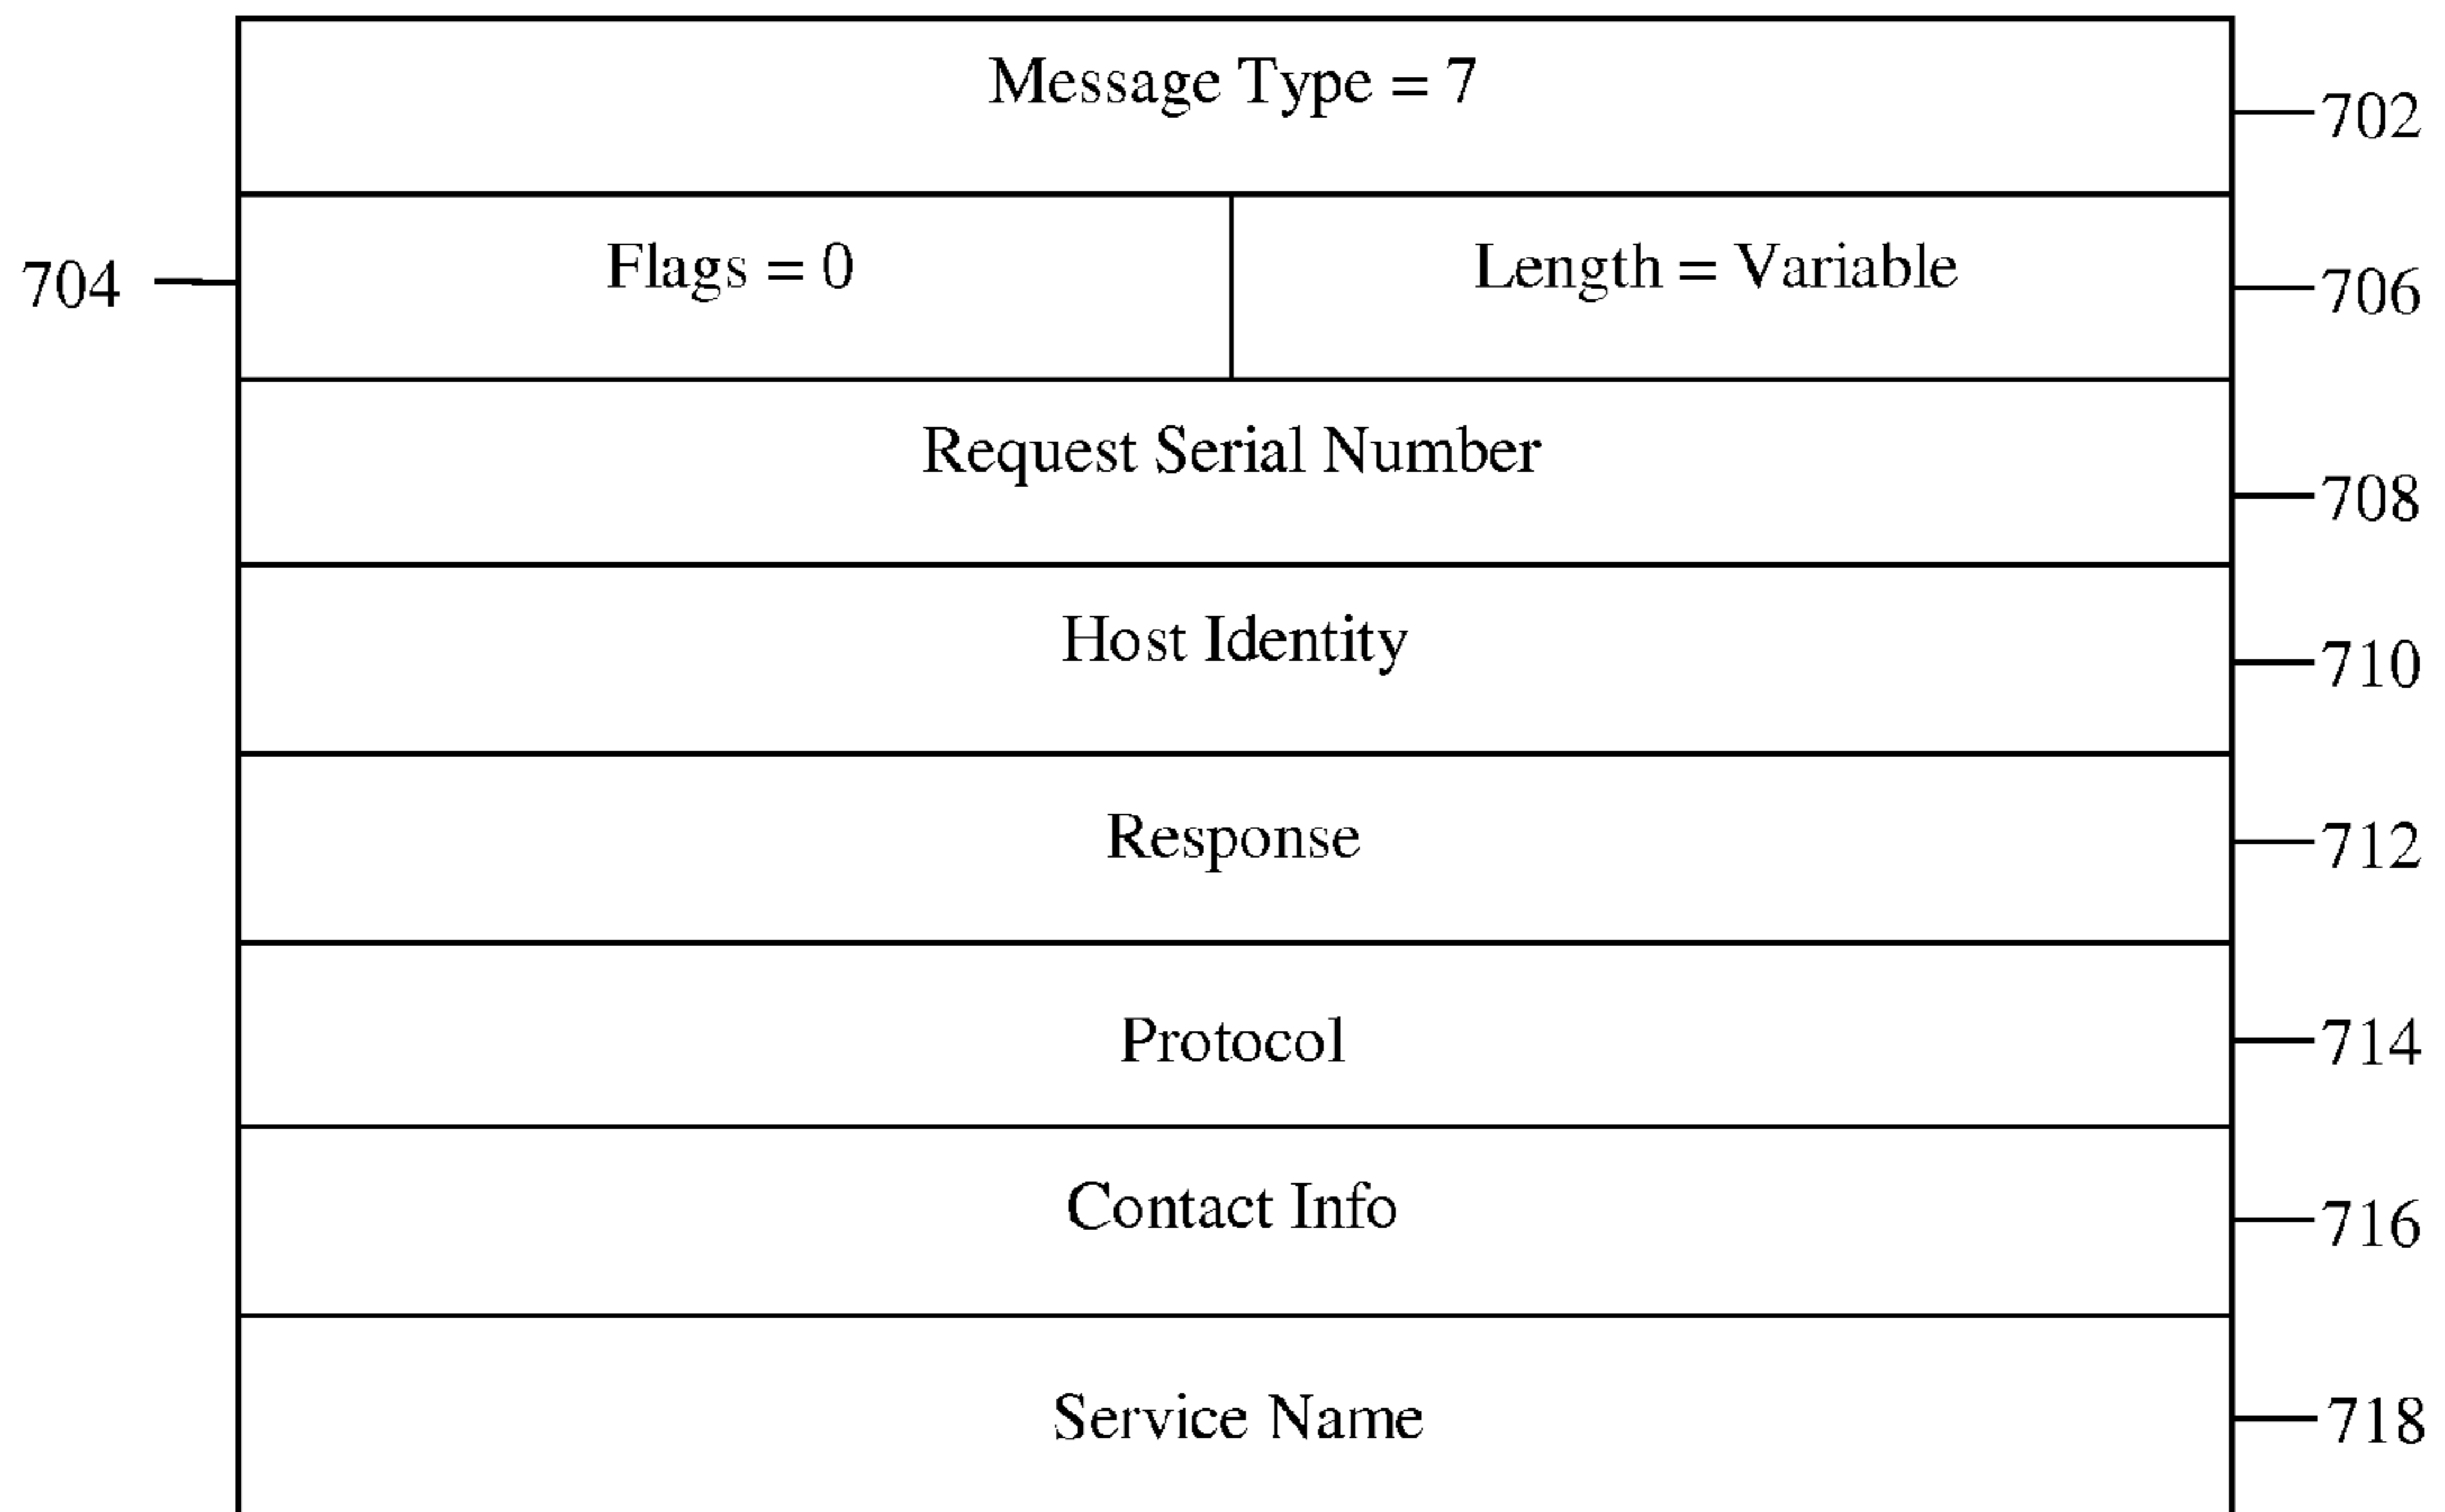 Message Type = 7
702
704
Flags = 0
Length = Variable
706
Request Serial Number
708
Host Identity
710
Response
712
Protocol
714
Contact Info
716
Service Name
718